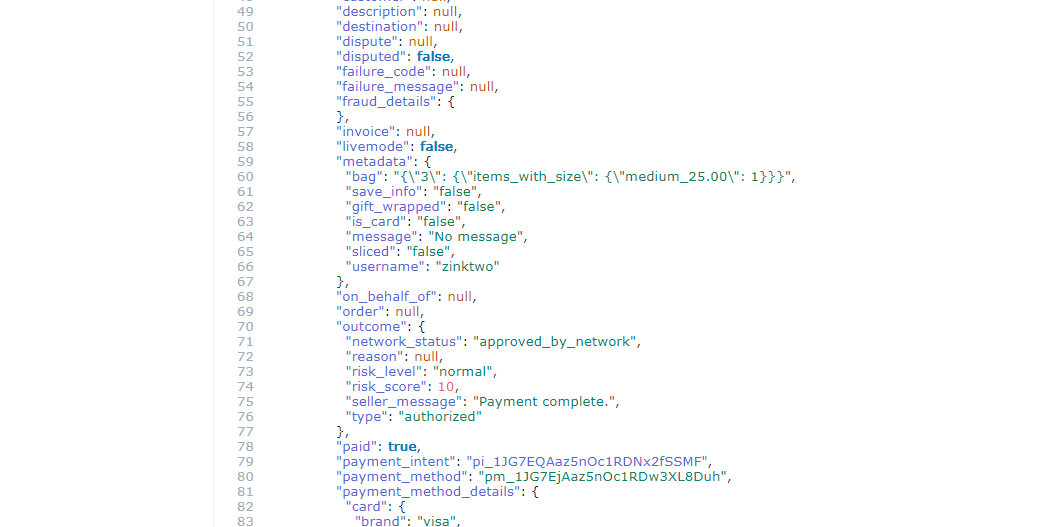 49 "description": null,
50 "destination": null,
51 "dispute": null,
52 "disputed": false,
53 "failure_code": null,
54 "failure_message": null,
55 "fraud_details": {
56 },
57 "invoice": null,
58 "livemode": false,
59 "metadata": {
60 "bag": "{\"3\": {\"items_with_size\": {\"medium_25.00\": 1}}}",
61 "save_info": "false",
62 "gift_wrapped": "false",
63 "is_card": "false",
64 "message": "No message",
65 "sliced": "false",
66 "username": "zinktwo"
67 },
68 "on_behalf_of": null,
69 "order": null,
70 "outcome": {
71 "network_status": "approved_by_network",
72 "reason": null,
73 "risk_level": "normal",
74 "risk_score": 10,
75 "seller_message": "Payment complete.",
76 "type": "authorized"
77 },
78 "paid": true,
79 "payment_intent": "pi_1JG7EQAaz5nOc1RDNx2fSSMF",
80 "payment_method": "pm_1JG7EjAaz5nOc1RDw3XL8Duh",
81 "payment_method_details": {
82 "card": {
83 "brand": "visa",